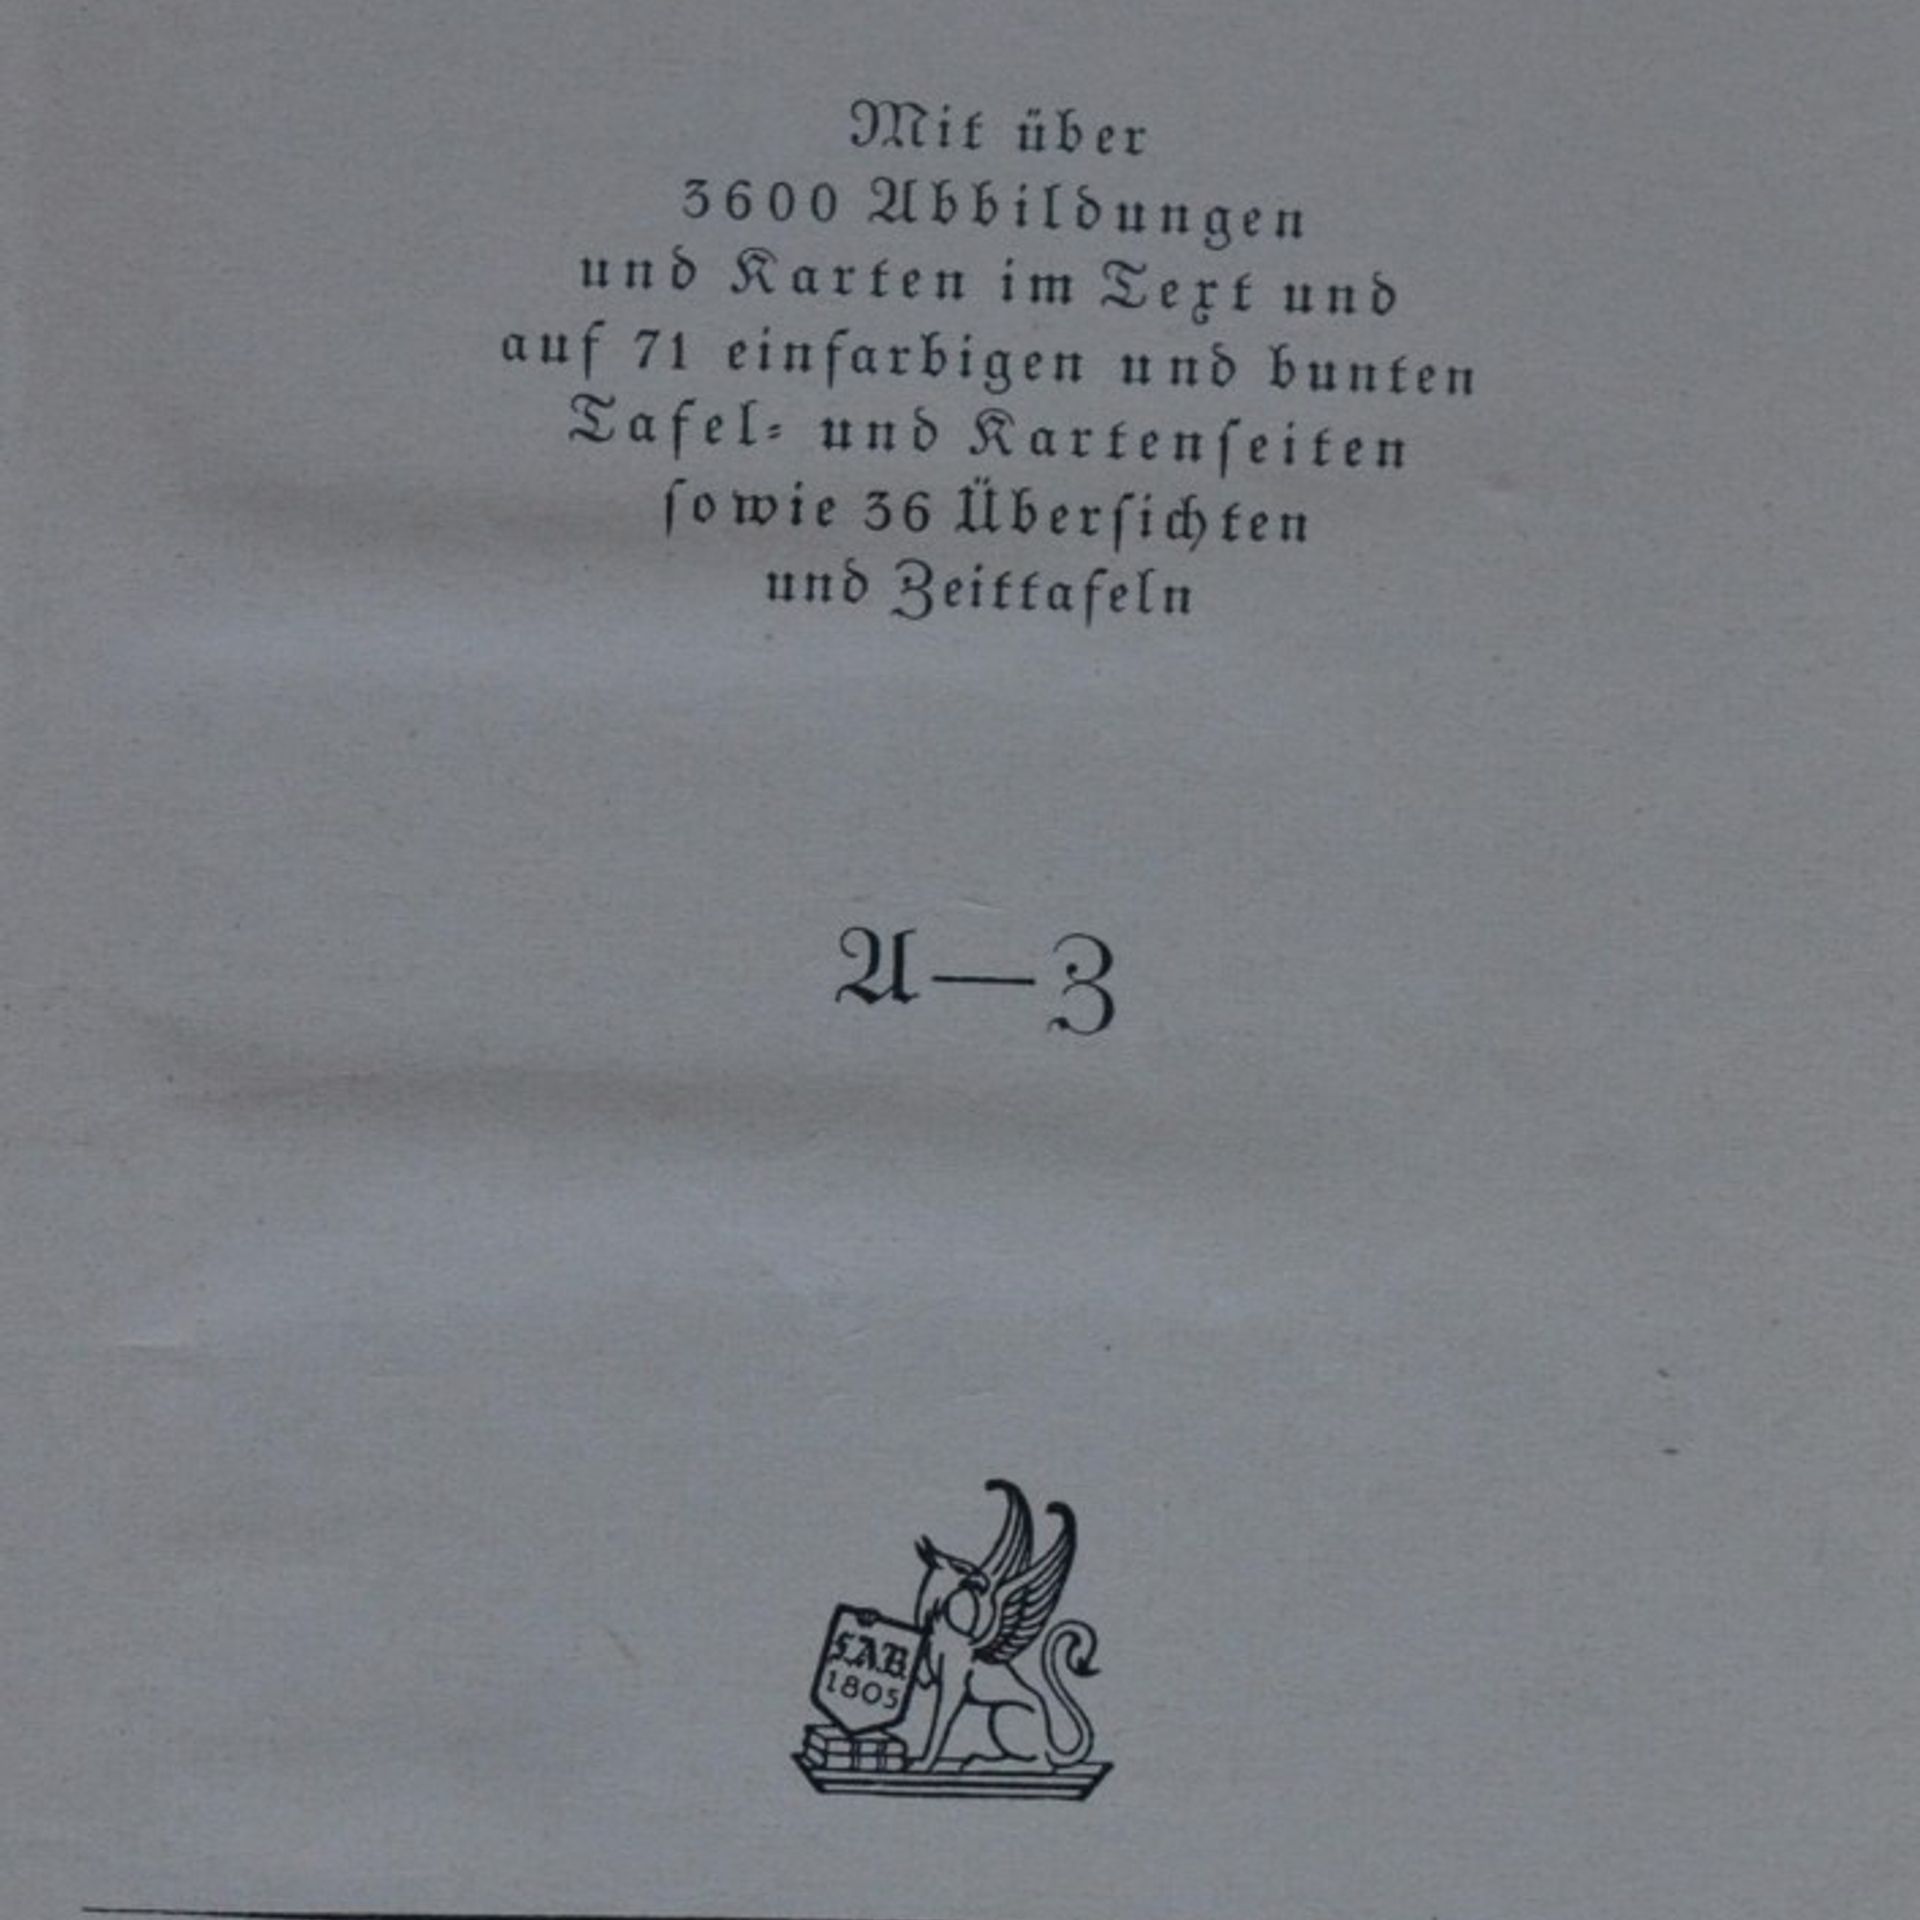 Mit über
3600 Abbildungen
und Karten im Text und
auf 71 einfarbigen und bunten
Tafel- und Kartenſeiten
ſowie 36 Überſichten
und Zeittafeln
A—Z
F.A.B.
1805